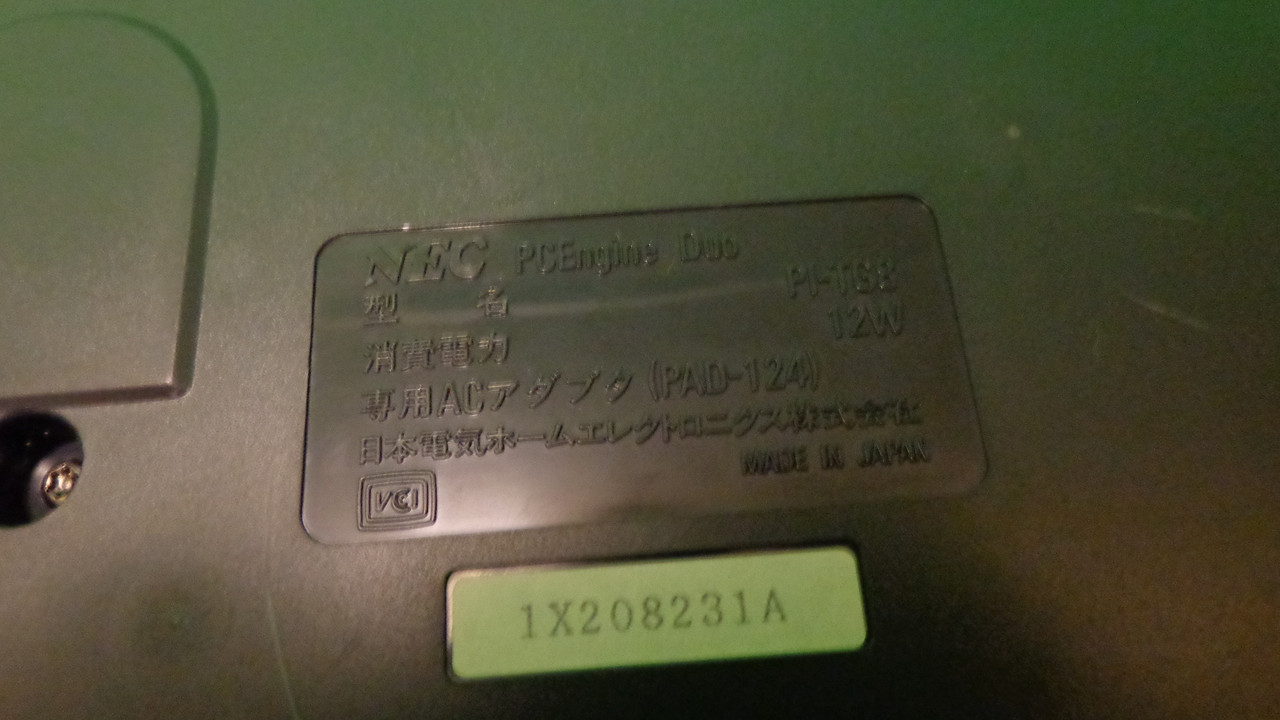 NEC PCEngine Duo
型 名 PI-TG8
消費電力 12W
専用ACアダプタ (PAD-124)
日本電気ホームエレクトロニクス株式会社
MADE IN JAPAN
VCI
1X208231A